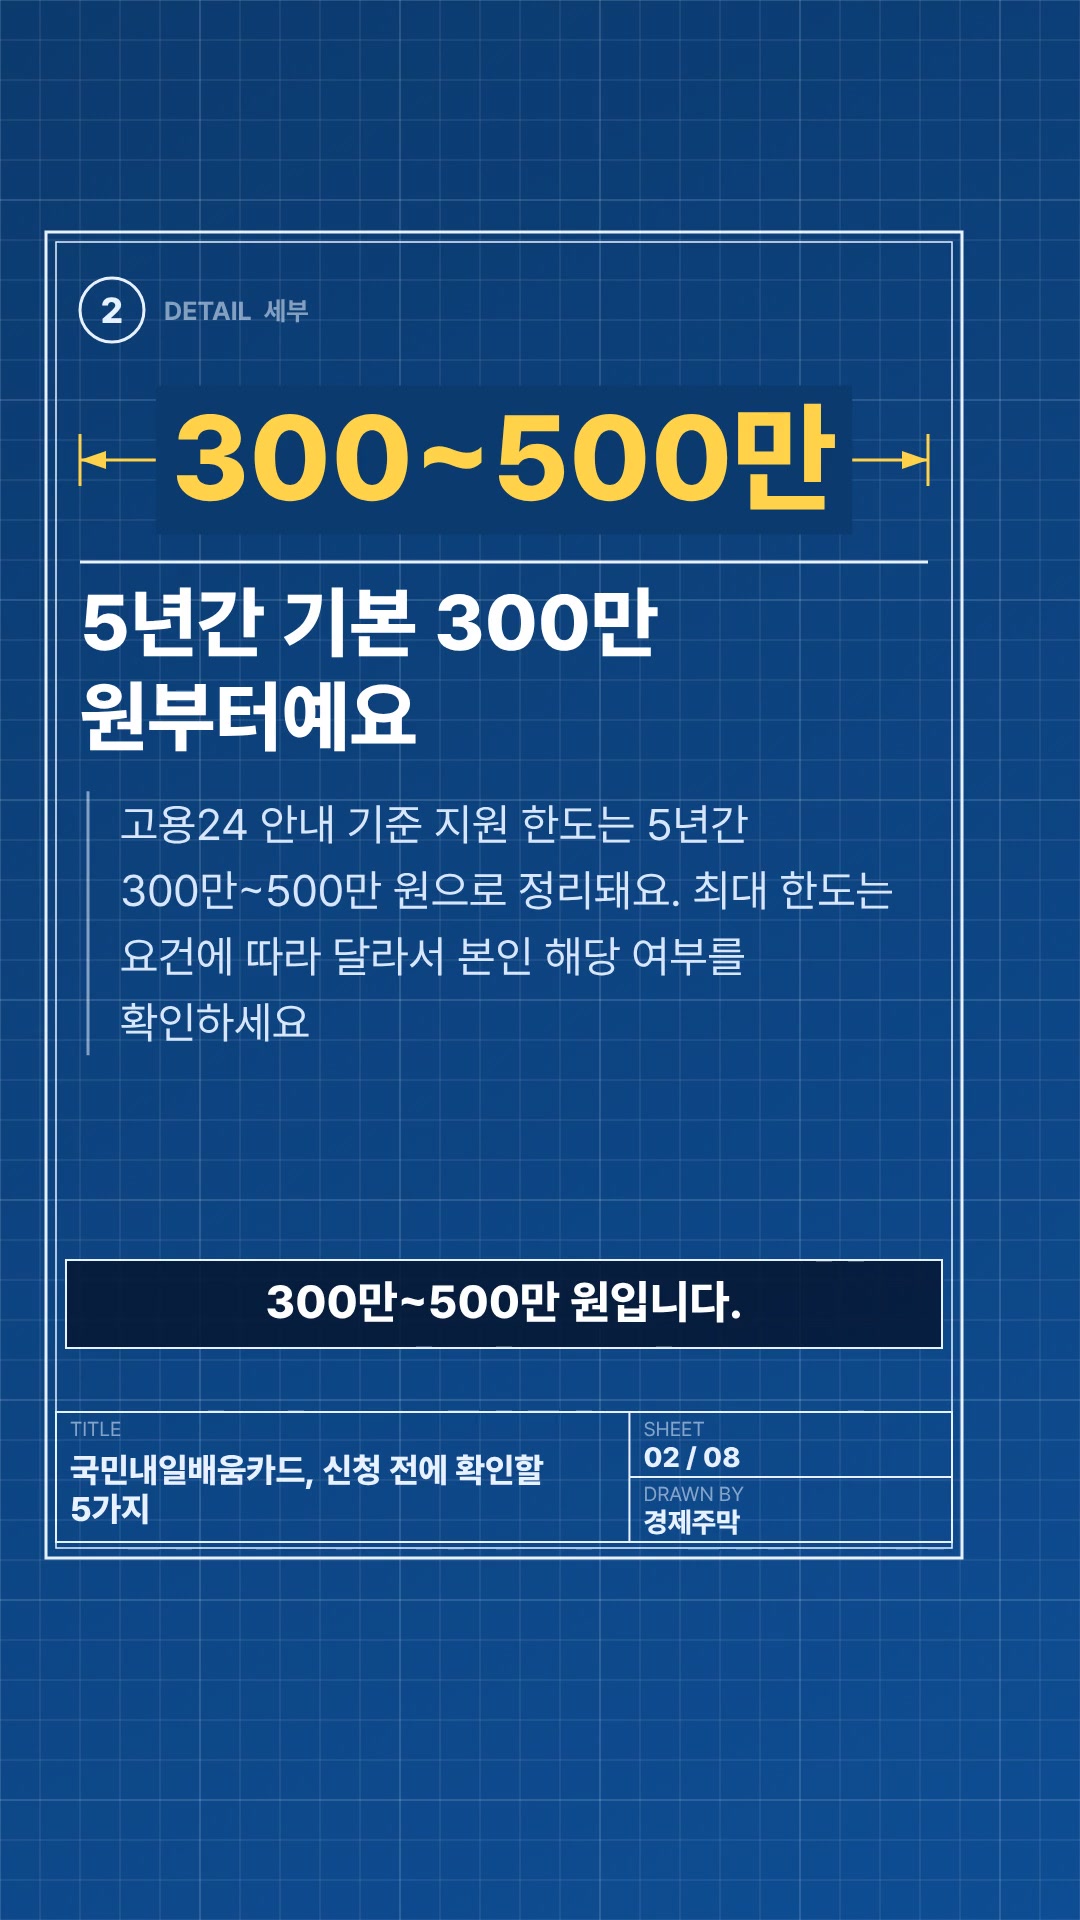 2 DETAIL 세부
300~500만
5년간 기본 300만
원부터예요
고용24 안내 기준 지원 한도는 5년간
300만~500만 원으로 정리돼요. 최대 한도는
요건에 따라 달라서 본인 해당 여부를
확인하세요
300만~500만 원입니다.
TITLE
국민내일배움카드, 신청 전에 확인할
5가지
SHEET
02 / 08
DRAWN BY
경제주막